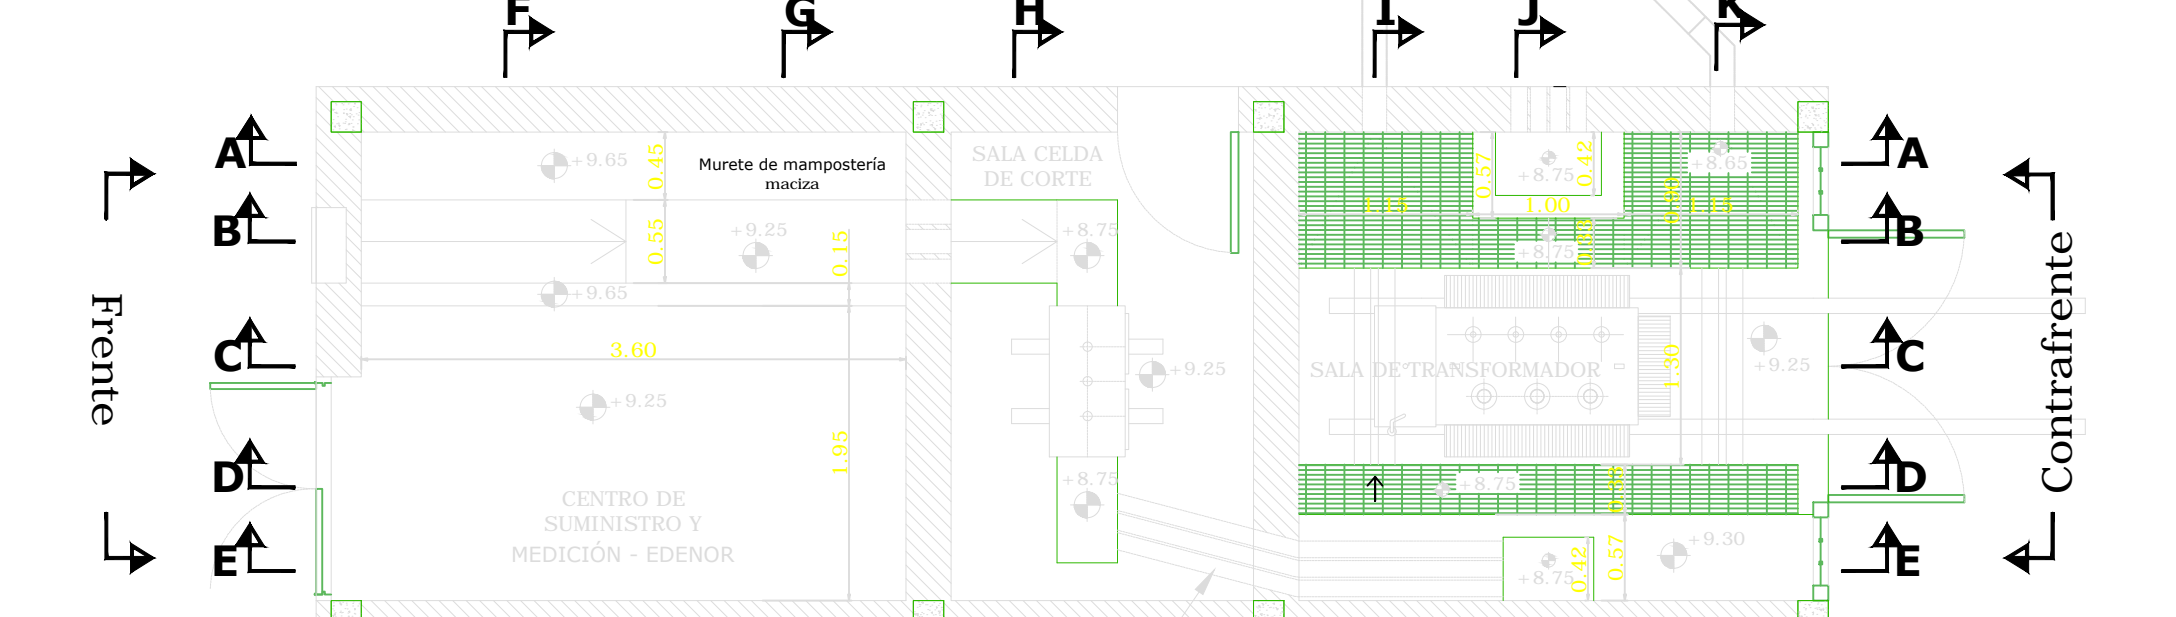 F
G
H
I
J
K
A
A
B
B
C
C
D
D
E
E
Frente
Contrafrente
+9.65
0.45
Murete de mampostería
maciza
0.55
+9.25
0.15
+9.65
3.60
+9.25
1.95
CENTRO DE
SUMINISTRO Y
MEDICIÓN - EDENOR
SALA CELDA
DE CORTE
+8.75
+9.25
+8.75
0.57
+8.75
0.42
+8.65
1.15
1.00
0.90
1.15
+8.75
0.33
SALA DE TRANSFORMADOR
1.30
+9.25
+8.75
0.33
+8.75
0.42
0.57
+9.30